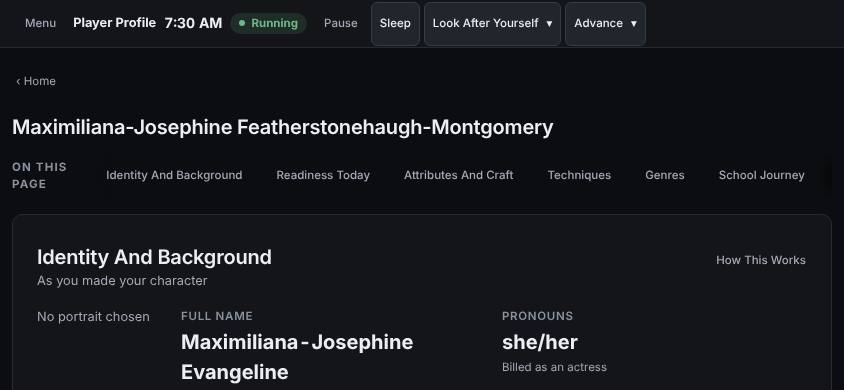 Menu Player Profile 7:30 AM Running Pause Sleep Look After Yourself ▾ Advance ▾
‹ Home
Maximiliana-Josephine Featherstonehaugh-Montgomery
ON THIS PAGE
Identity And Background Readiness Today Attributes And Craft Techniques Genres School Journey
Identity And Background
How This Works
As you made your character
No portrait chosen
FULL NAME
Maximiliana-Josephine
Evangeline
PRONOUNS
she/her
Billed as an actress